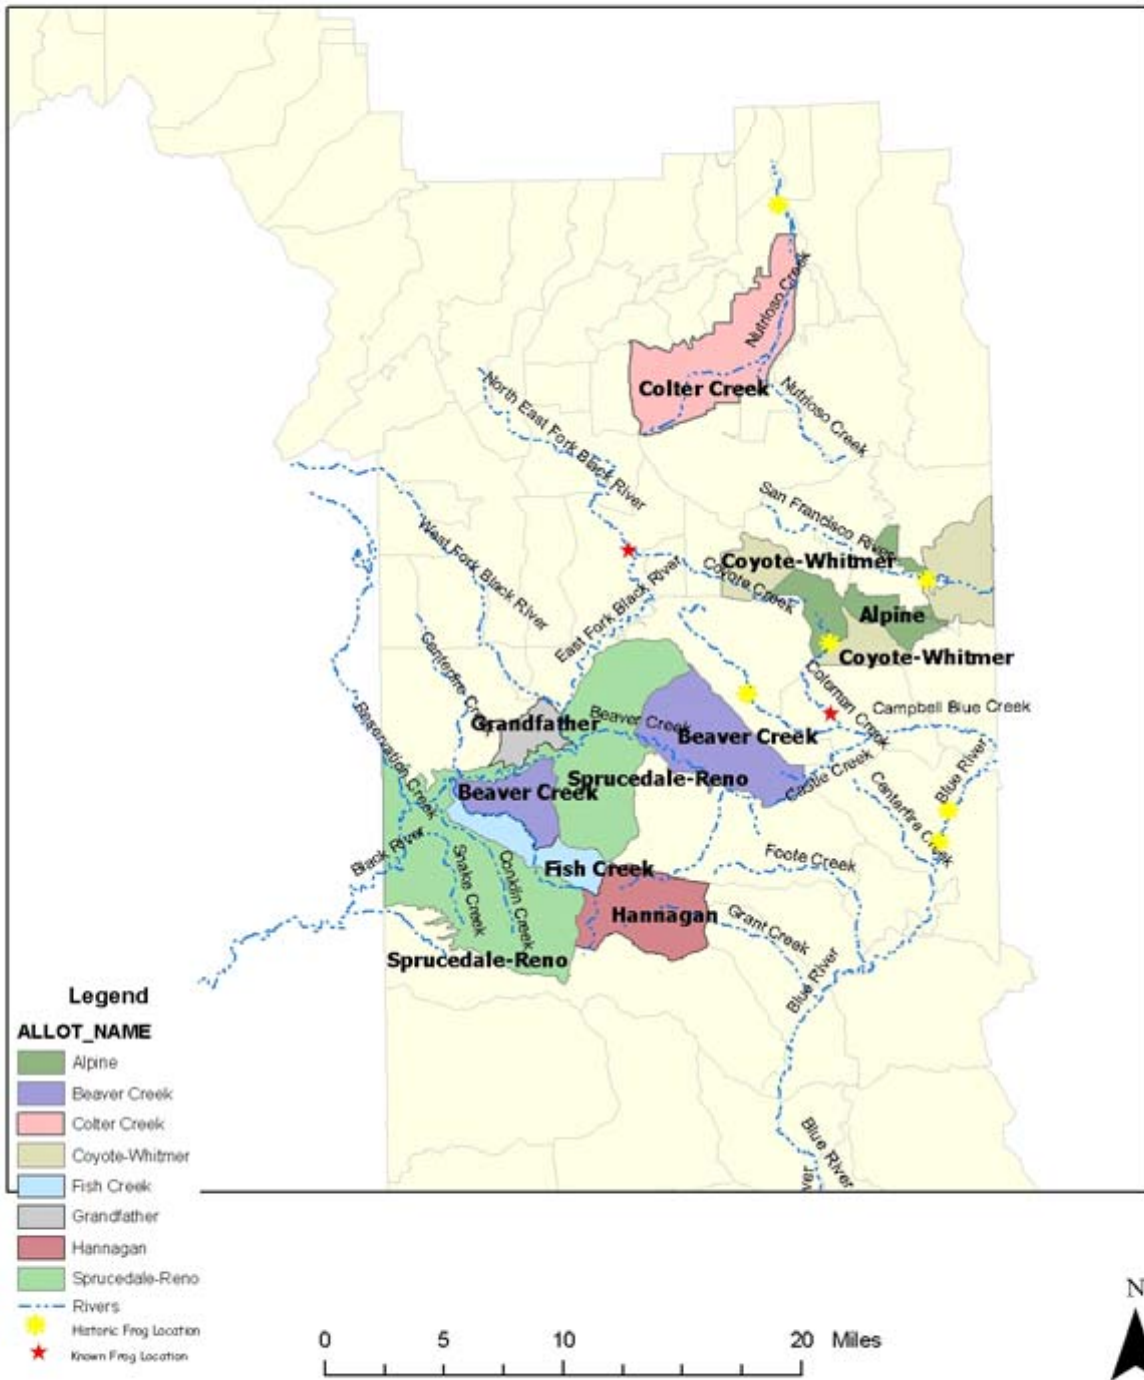 Nutrioso Creek
Colter Creek
Nutrioso Creek
North East Fork Black River
San Francisco River
West Fork Black River
Coyote-Whitmer
Coyote Creek
East Fork Black River
Alpine
Centerfire Creek
Coyote-Whitmer
Coleman Creek
Campbell Blue Creek
Grandfather
Beaver Creek
Beaver Creek
Reservation Creek
Sprucedale-Reno
Castle Creek
Blue River
Beaver Creek
Centerfire Creek
Black River
Snake Creek
Conklin Creek
Fish Creek
Foote Creek
Hannagan
Grant Creek
Sprucedale-Reno
Blue River
Blue River
Legend
ALLOT_NAME
Alpine
Beaver Creek
Colter Creek
Coyote-Whitmer
Fish Creek
Grandfather
Hannagan
Sprucedale-Reno
Rivers
Historic Frog Location
Known Frog Location
0 5 10 20 Miles
N